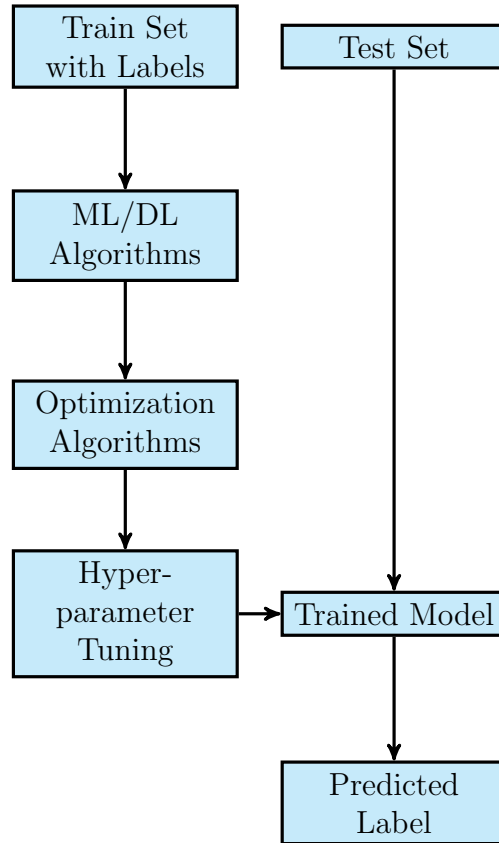 Train Set
with Labels
Test Set
ML/DL
Algorithms
Optimization
Algorithms
Hyper-
parameter
Tuning
Trained Model
Predicted
Label